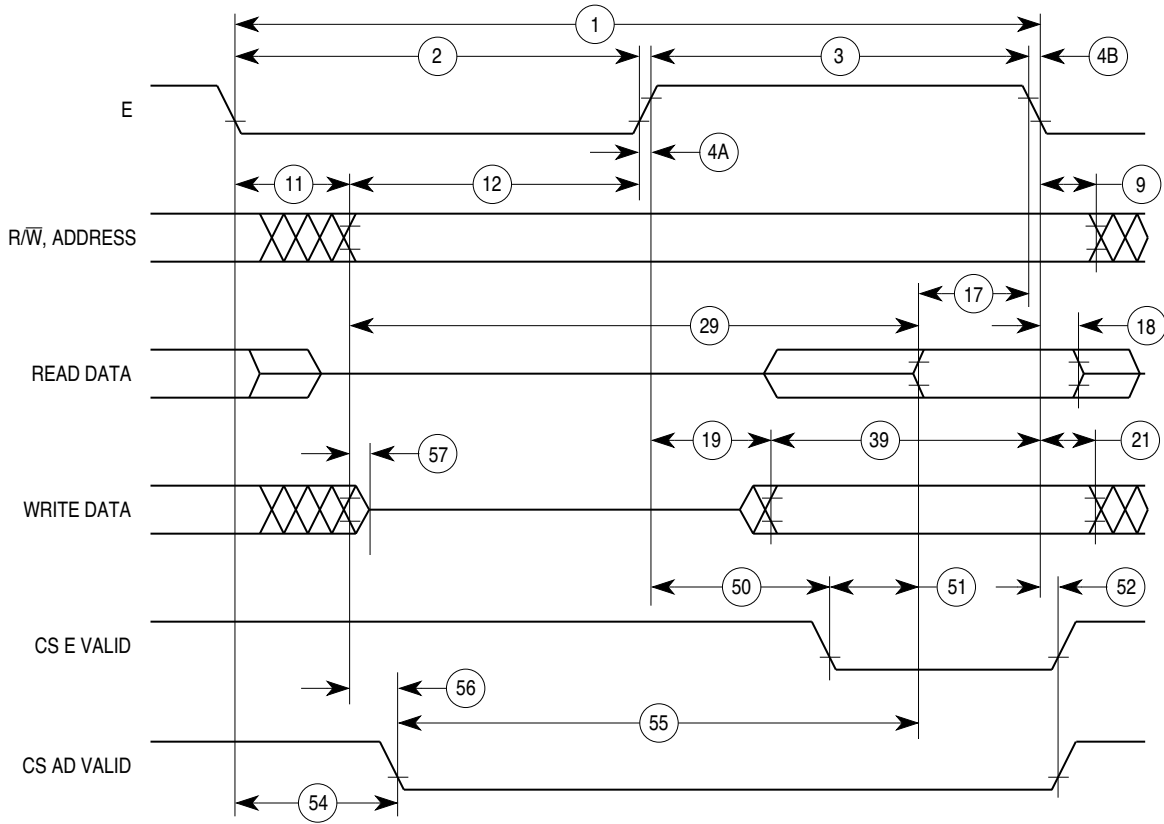 1
2
3
4B
E
4A
11
12
9
R/W̅, ADDRESS
17
29
18
READ DATA
19
39
21
57
WRITE DATA
50
51
52
CS E VALID
56
55
CS AD VALID
54